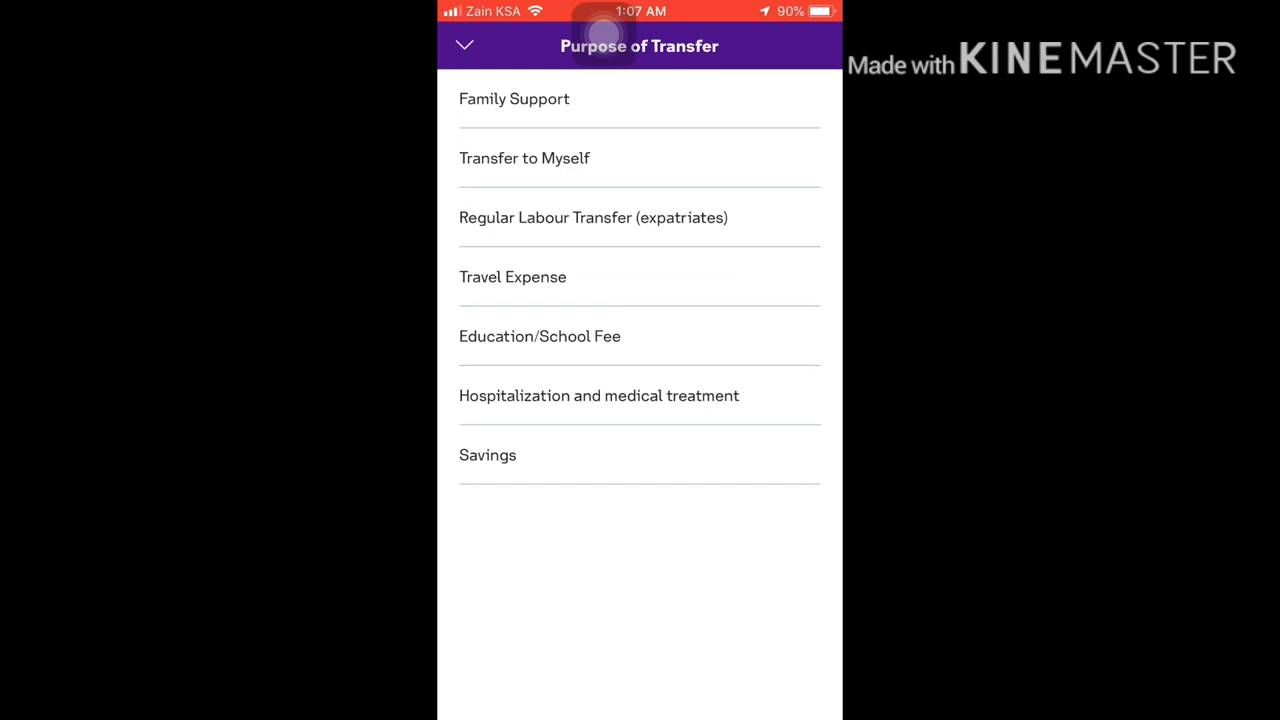 Zain KSA 1:07 AM 90%
Purpose of Transfer
Made with KINEMASTER
Family Support
Transfer to Myself
Regular Labour Transfer (expatriates)
Travel Expense
Education/School Fee
Hospitalization and medical treatment
Savings